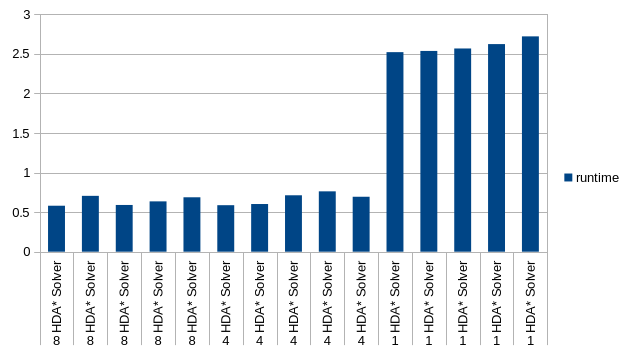 3
2.5
2
1.5
1
0.5
0
runtime
8 HDA* Solver
8 HDA* Solver
8 HDA* Solver
8 HDA* Solver
8 HDA* Solver
4 HDA* Solver
4 HDA* Solver
4 HDA* Solver
4 HDA* Solver
4 HDA* Solver
1 HDA* Solver
1 HDA* Solver
1 HDA* Solver
1 HDA* Solver
1 HDA* Solver